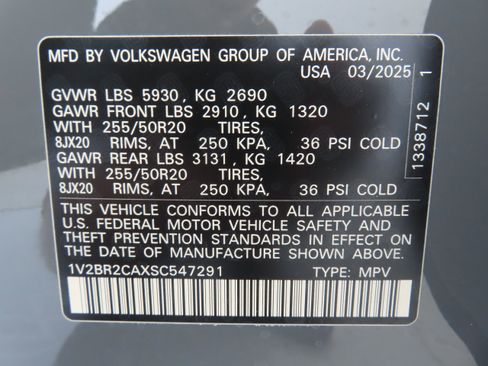 MFD BY VOLKSWAGEN GROUP OF AMERICA, INC.
USA 03/2025
GVWR LBS 5930, KG 2690
GAWR FRONT LBS 2910, KG 1320
WITH 255/50R20 TIRES,
8JX20 RIMS, AT 250 KPA, 36 PSI COLD
GAWR REAR LBS 3131, KG 1420
WITH 255/50R20 TIRES,
8JX20 RIMS, AT 250 KPA, 36 PSI COLD
THIS VEHICLE CONFORMS TO ALL APPLICABLE
U.S. FEDERAL MOTOR VEHICLE SAFETY AND
THEFT PREVENTION STANDARDS IN EFFECT ON
THE DATE OF MANUFACTURE SHOWN ABOVE.
1V2BR2CAXSC547291 TYPE: MPV
1338712 1